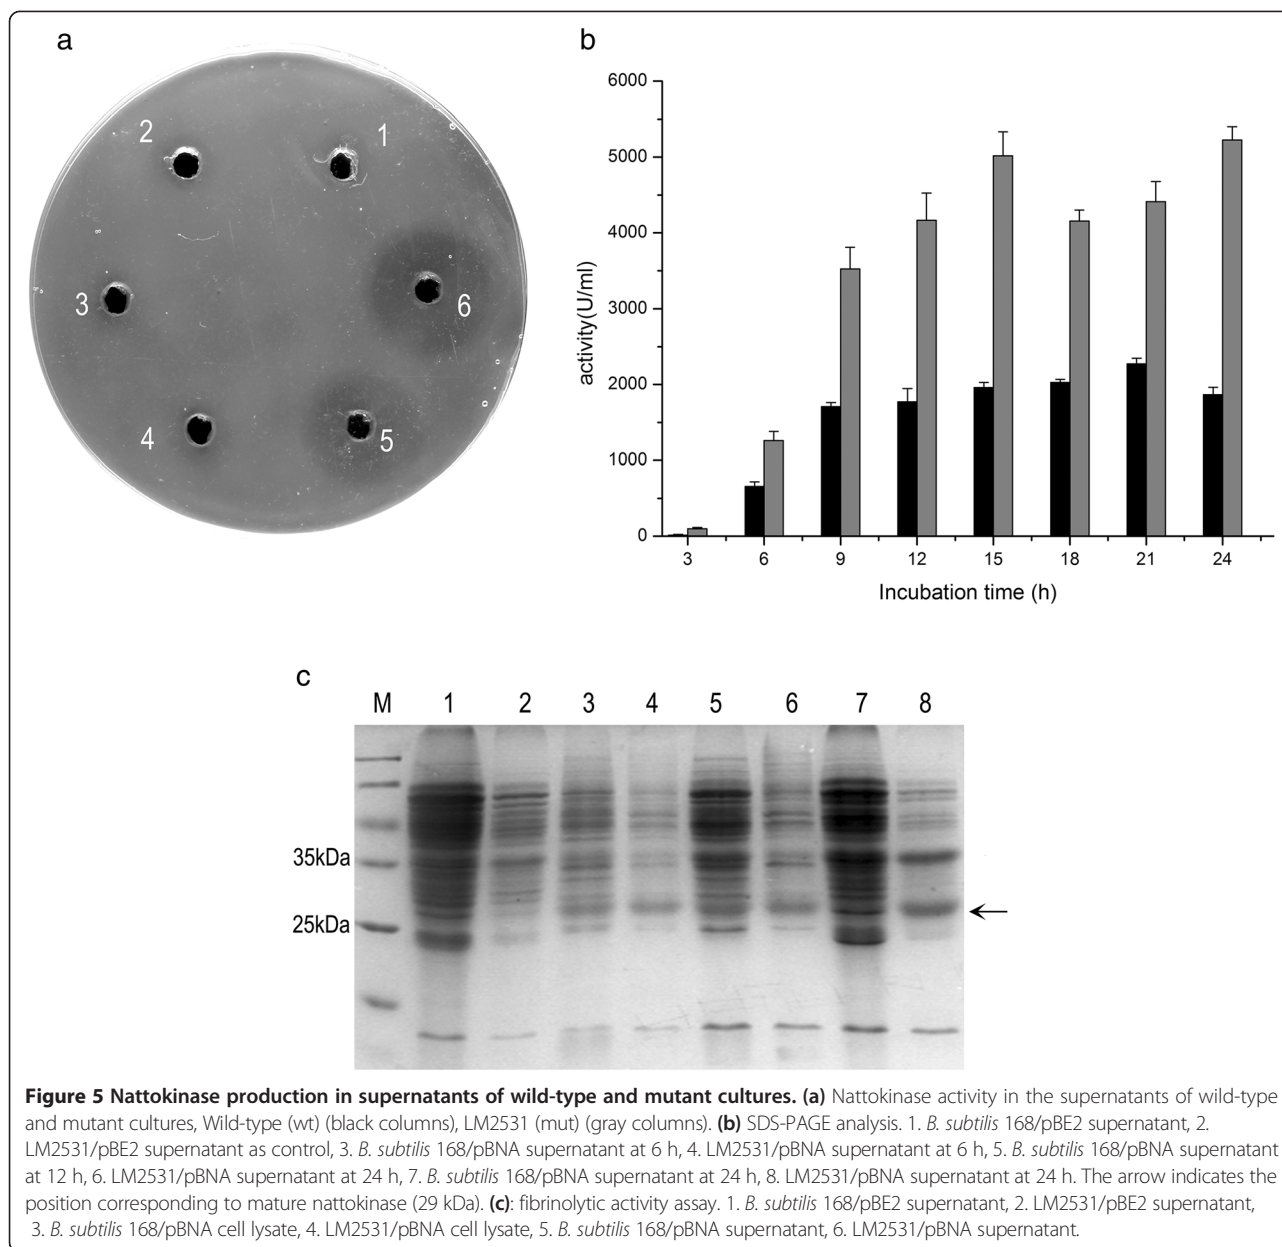 a
2
1
3
6
4
5
b
6000
5000
4000
3000
2000
1000
0
activity(U/ml)
3 6 9 12 15 18 21 24
Incubation time (h)
c
M 1 2 3 4 5 6 7 8
35kDa
25kDa
Figure 5 Nattokinase production in supernatants of wild-type and mutant cultures. (a) Nattokinase activity in the supernatants of wild-type
and mutant cultures, Wild-type (wt) (black columns), LM2531 (mut) (gray columns). (b) SDS-PAGE analysis. 1. B. subtilis 168/pBE2 supernatant, 2.
LM2531/pBE2 supernatant as control, 3. B. subtilis 168/pBNA supernatant at 6 h, 4. LM2531/pBNA supernatant at 6 h, 5. B. subtilis 168/pBNA supernatant
at 12 h, 6. LM2531/pBNA supernatant at 24 h, 7. B. subtilis 168/pBNA supernatant at 24 h, 8. LM2531/pBNA supernatant at 24 h. The arrow indicates the
position corresponding to mature nattokinase (29 kDa). (c): fibrinolytic activity assay. 1. B. subtilis 168/pBE2 supernatant, 2. LM2531/pBE2 supernatant,
3. B. subtilis 168/pBNA cell lysate, 4. LM2531/pBNA cell lysate, 5. B. subtilis 168/pBNA supernatant, 6. LM2531/pBNA supernatant.